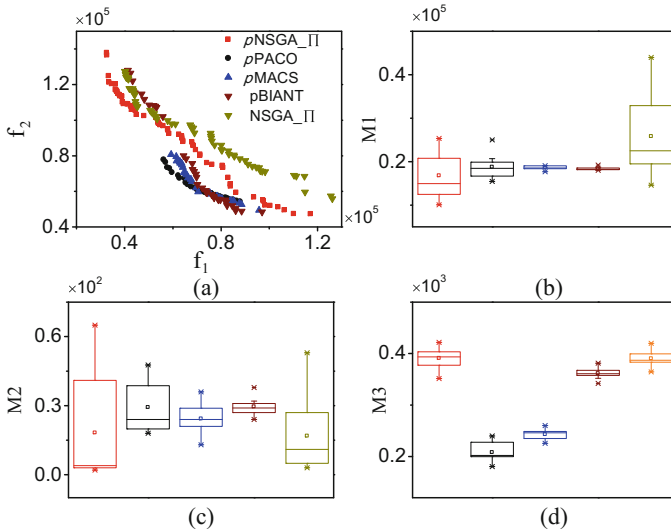 ×10⁵
pNSGA_Π
pPACO
pMACS
pBIANT
NSGA_Π
1.2
0.8
0.4
f₂
0.4
0.8
1.2
×10⁵
f₁
(a)
×10⁵
0.4
0.2
0.0
M1
(b)
×10²
0.6
0.3
0.0
M2
(c)
×10³
0.4
0.2
M3
(d)